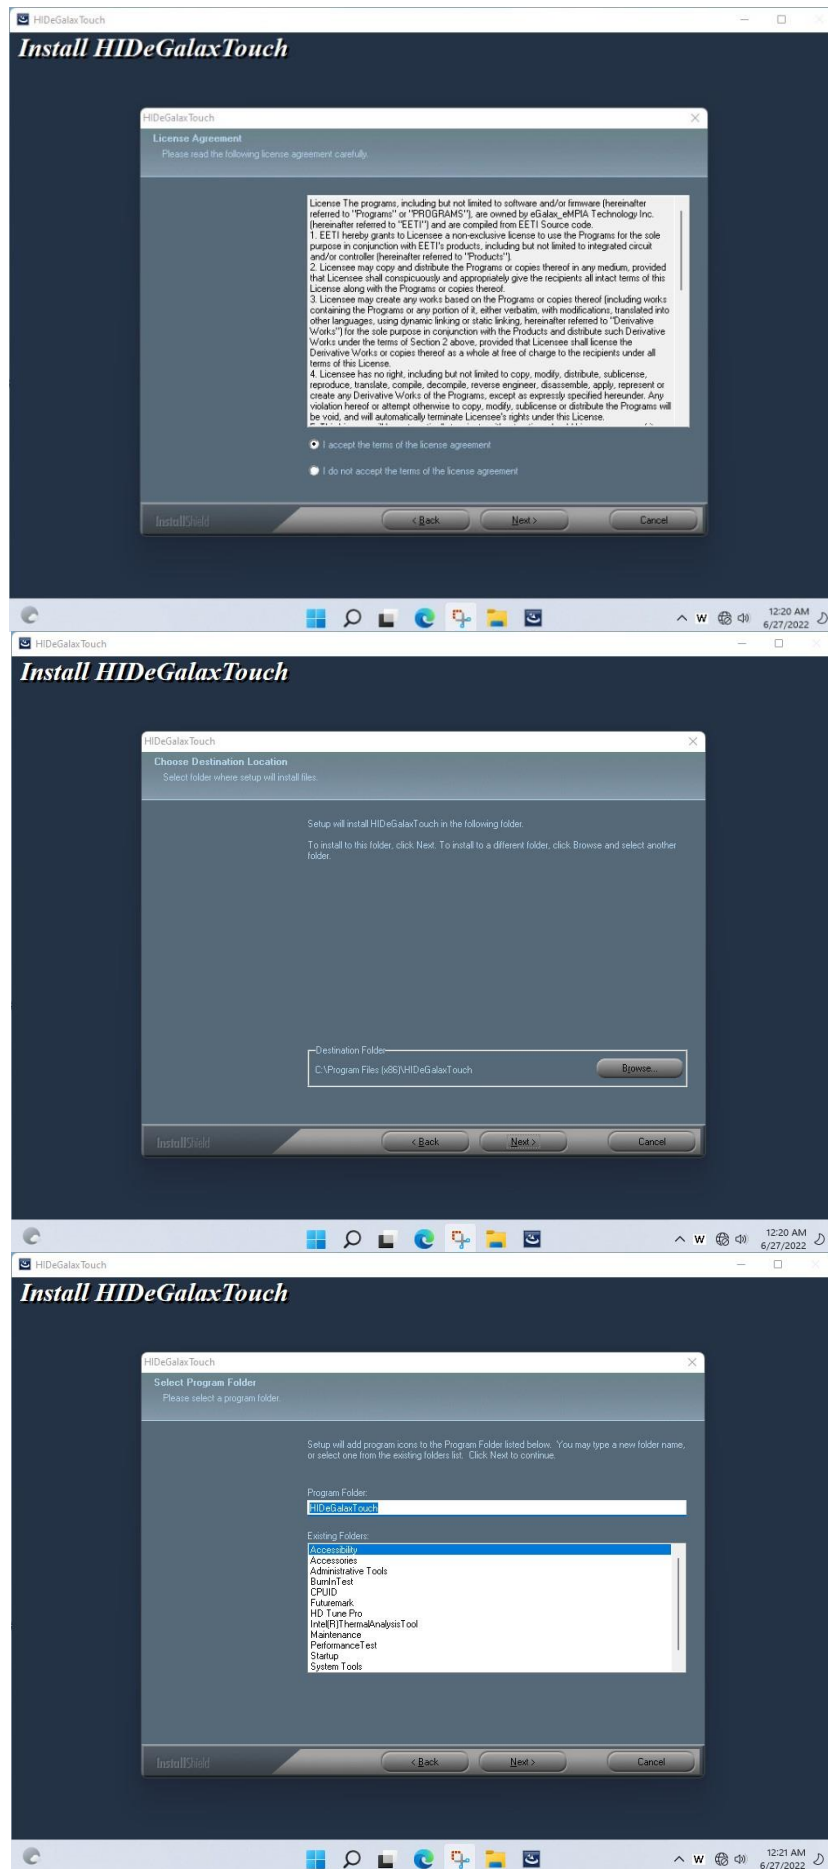 HIDeGalaxTouch
Install HIDeGalaxTouch
HIDeGalaxTouch
License Agreement
Please read the following license agreement carefully.
License The programs, including but not limited to software and/or firmware (hereinafter
referred to "Programs" or "PROGRAMS"), are owned by eGalax_eMPIA Technology Inc.
(hereinafter referred to "EETI") and are compiled from EETI Source code.
1. EETI hereby grants to Licensee a non-exclusive license to use the Programs for the sole
purpose in conjunction with EETI's products, including but not limited to integrated circuit
and/or controller (hereinafter referred to "Products").
2. Licensee may copy and distribute the Programs or copies thereof in any medium, provided
that Licensee shall conspicuously and appropriately give the recipients all intact terms of this
License along with the Programs or copies thereof.
3. Licensee may create any works based on the Programs or copies thereof (including works
containing the Programs or any portion of it, either verbatim, with modifications, translated into
other languages, using dynamic linking or static linking, hereinafter referred to "Derivative
Works") for the sole purpose in conjunction with the Products and distribute such Derivative
Works under the terms of Section 2 above, provided that Licensee shall license the
Derivative Works or copies thereof as a whole at free of charge to the recipients under all
terms of this License.
4. Licensee has no right, including but not limited to copy, modify, distribute, sublicense,
reproduce, translate, compile, decompile, reverse engineer, disassemble, apply, represent or
create any Derivative Works of the Programs, except as expressly specified hereunder. Any
violation hereof or attempt otherwise to copy, modify, sublicense or distribute the Programs will
be void, and will automatically terminate Licensee's rights under this License.
I accept the terms of the license agreement
I do not accept the terms of the license agreement
InstallShield
< Back
Next >
Cancel
W
12:20 AM
6/27/2022
HIDeGalaxTouch
Install HIDeGalaxTouch
HIDeGalaxTouch
Choose Destination Location
Select folder where setup will install files.
Setup will install HIDeGalaxTouch in the following folder.
To install to this folder, click Next. To install to a different folder, click Browse and select another
folder.
Destination Folder
C:\Program Files (x86)\HIDeGalaxTouch
Browse...
InstallShield
< Back
Next >
Cancel
W
12:20 AM
6/27/2022
HIDeGalaxTouch
Install HIDeGalaxTouch
HIDeGalaxTouch
Select Program Folder
Please select a program folder.
Setup will add program icons to the Program Folder listed below. You may type a new folder name,
or select one from the existing folders list. Click Next to continue.
Program Folder:
HIDeGalaxTouch
Existing Folders:
Accessibility
Accessories
Administrative Tools
BurnInTest
CPUID
Futuremark
HD Tune Pro
Intel(R)ThermalAnalysisTool
Maintenance
PerformanceTest
Startup
System Tools
InstallShield
< Back
Next >
Cancel
W
12:21 AM
6/27/2022